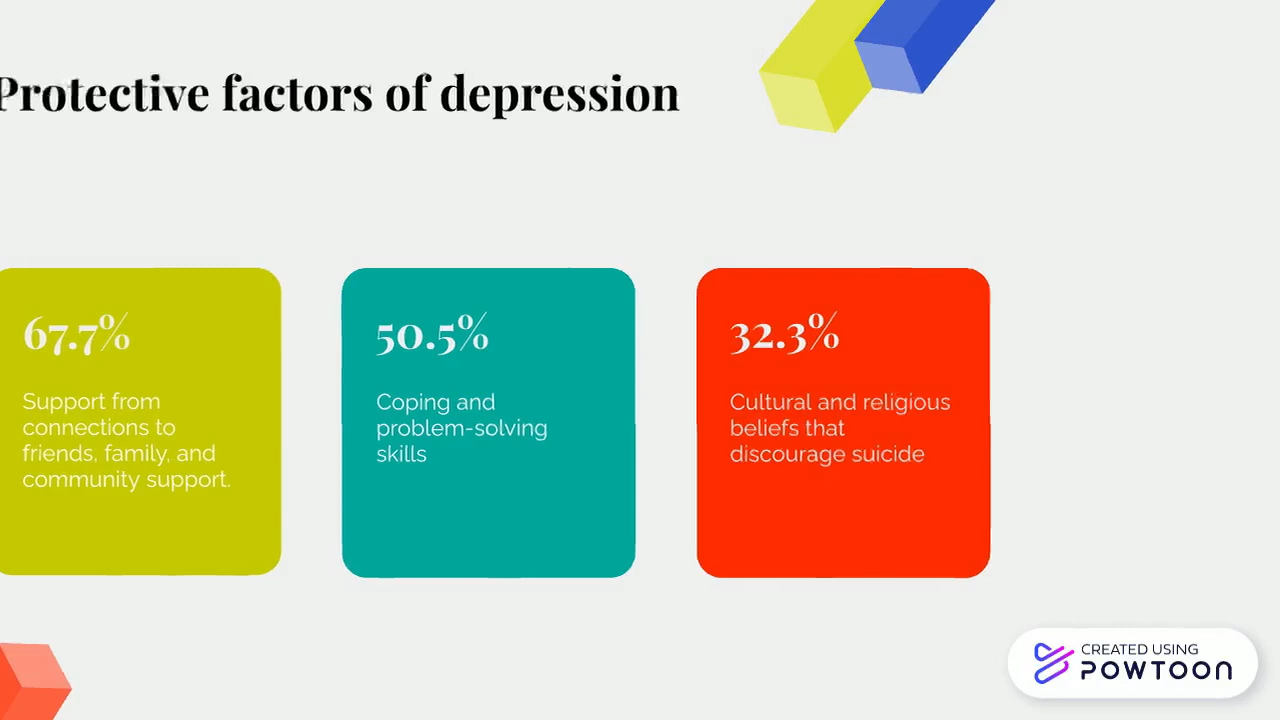 Protective factors of depression
67.7%
Support from
connections to
friends, family, and
community support.
50.5%
Coping and
problem-solving
skills
32.3%
Cultural and religious
beliefs that
discourage suicide
CREATED USING
POWTOON